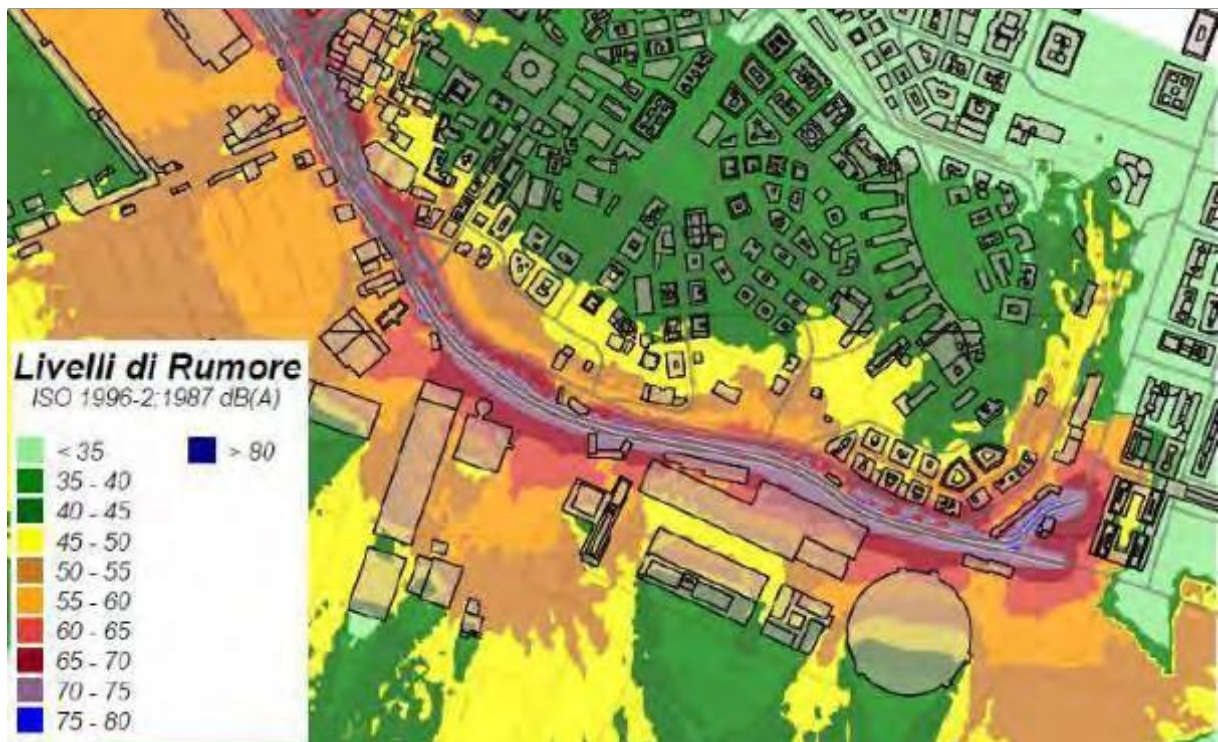 Livelli di Rumore
ISO 1996-2:1987 dB(A)
< 35
> 80
35 - 40
40 - 45
45 - 50
50 - 55
55 - 60
60 - 65
65 - 70
70 - 75
75 - 80